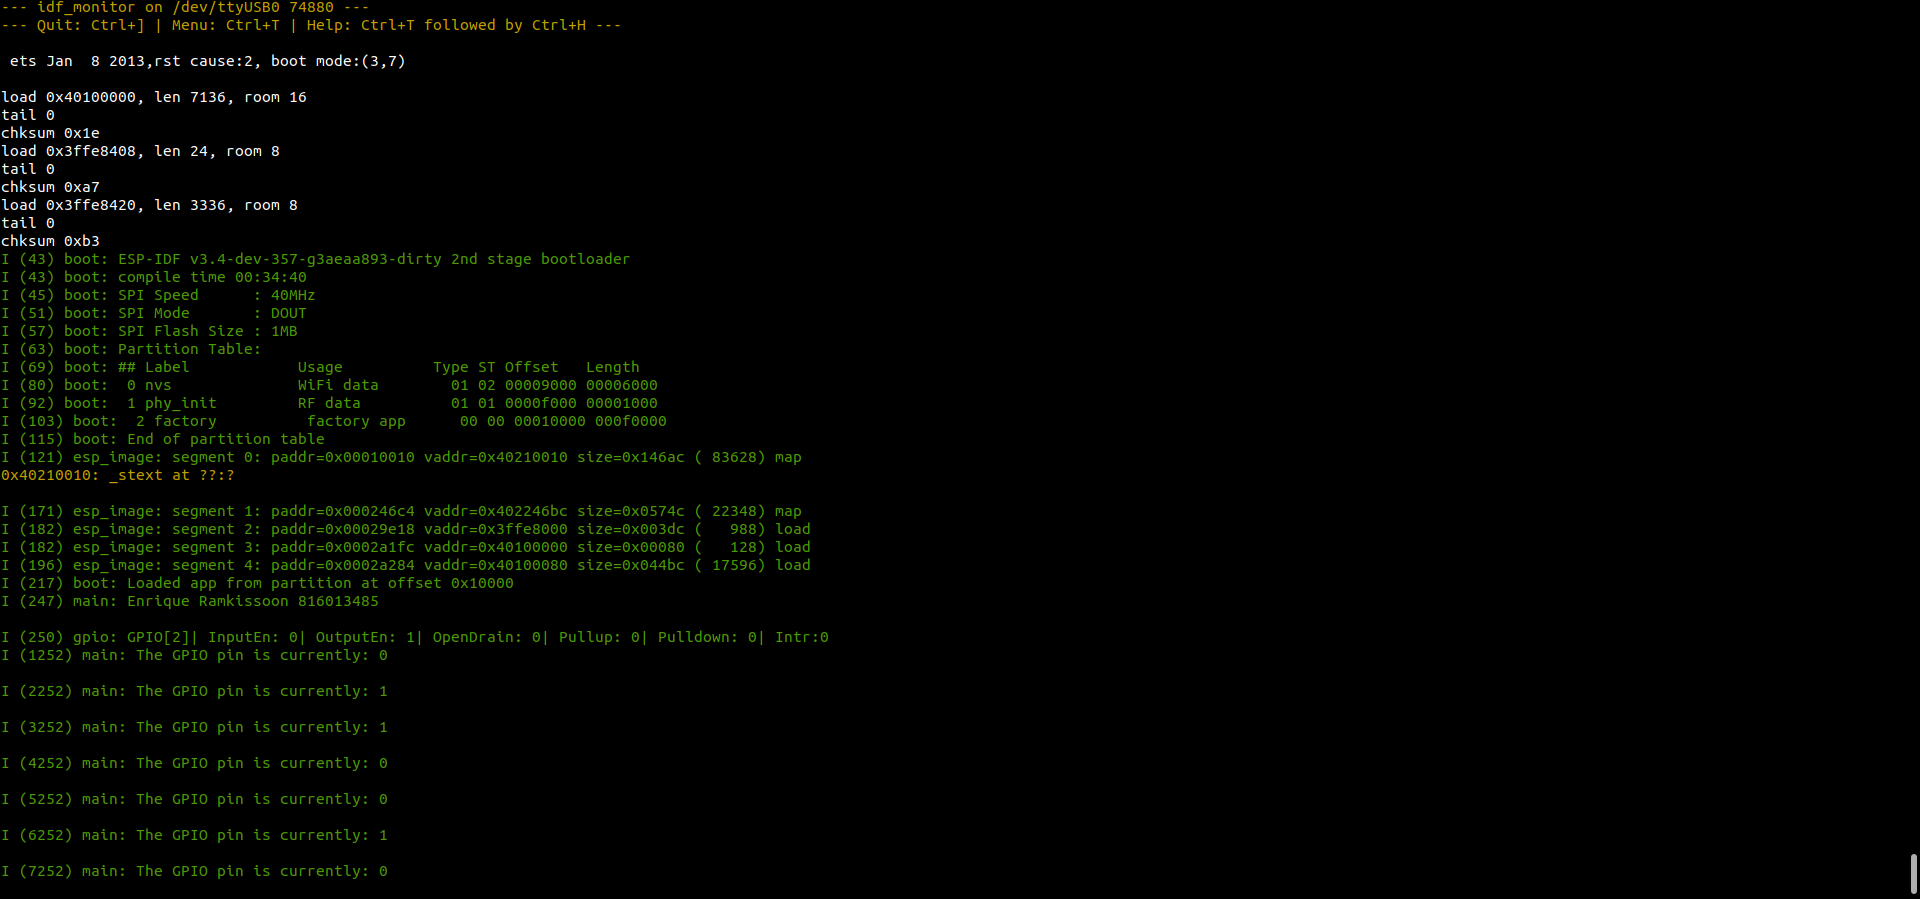 --- idf_monitor on /dev/ttyUSB0 74880 ---
--- Quit: Ctrl+] | Menu: Ctrl+T | Help: Ctrl+T followed by Ctrl+H ---
 ets Jan  8 2013,rst cause:2, boot mode:(3,7)
load 0x40100000, len 7136, room 16
tail 0
chksum 0x1e
load 0x3ffe8408, len 24, room 8
tail 0
chksum 0xa7
load 0x3ffe8420, len 3336, room 8
tail 0
chksum 0xb3
I (43) boot: ESP-IDF v3.4-dev-357-g3aeaa893-dirty 2nd stage bootloader
I (43) boot: compile time 00:34:40
I (45) boot: SPI Speed      : 40MHz
I (51) boot: SPI Mode       : DOUT
I (57) boot: SPI Flash Size : 1MB
I (63) boot: Partition Table:
I (69) boot: ## Label            Usage          Type ST Offset   Length
I (80) boot:  0 nvs              WiFi data        01 02 00009000 00006000
I (92) boot:  1 phy_init         RF data          01 01 0000f000 00001000
I (103) boot:  2 factory          factory app      00 00 00010000 000f0000
I (115) boot: End of partition table
I (121) esp_image: segment 0: paddr=0x00010010 vaddr=0x40210010 size=0x146ac ( 83628) map
0x40210010: _stext at ??:?
I (171) esp_image: segment 1: paddr=0x000246c4 vaddr=0x402246bc size=0x0574c ( 22348) map
I (182) esp_image: segment 2: paddr=0x00029e18 vaddr=0x3ffe8000 size=0x003dc (   988) load
I (182) esp_image: segment 3: paddr=0x0002a1fc vaddr=0x40100000 size=0x00080 (   128) load
I (196) esp_image: segment 4: paddr=0x0002a284 vaddr=0x40100080 size=0x044bc ( 17596) load
I (217) boot: Loaded app from partition at offset 0x10000
I (247) main: Enrique Ramkissoon 816013485
I (250) gpio: GPIO[2]| InputEn: 0| OutputEn: 1| OpenDrain: 0| Pullup: 0| Pulldown: 0| Intr:0
I (1252) main: The GPIO pin is currently: 0
I (2252) main: The GPIO pin is currently: 1
I (3252) main: The GPIO pin is currently: 1
I (4252) main: The GPIO pin is currently: 0
I (5252) main: The GPIO pin is currently: 0
I (6252) main: The GPIO pin is currently: 1
I (7252) main: The GPIO pin is currently: 0